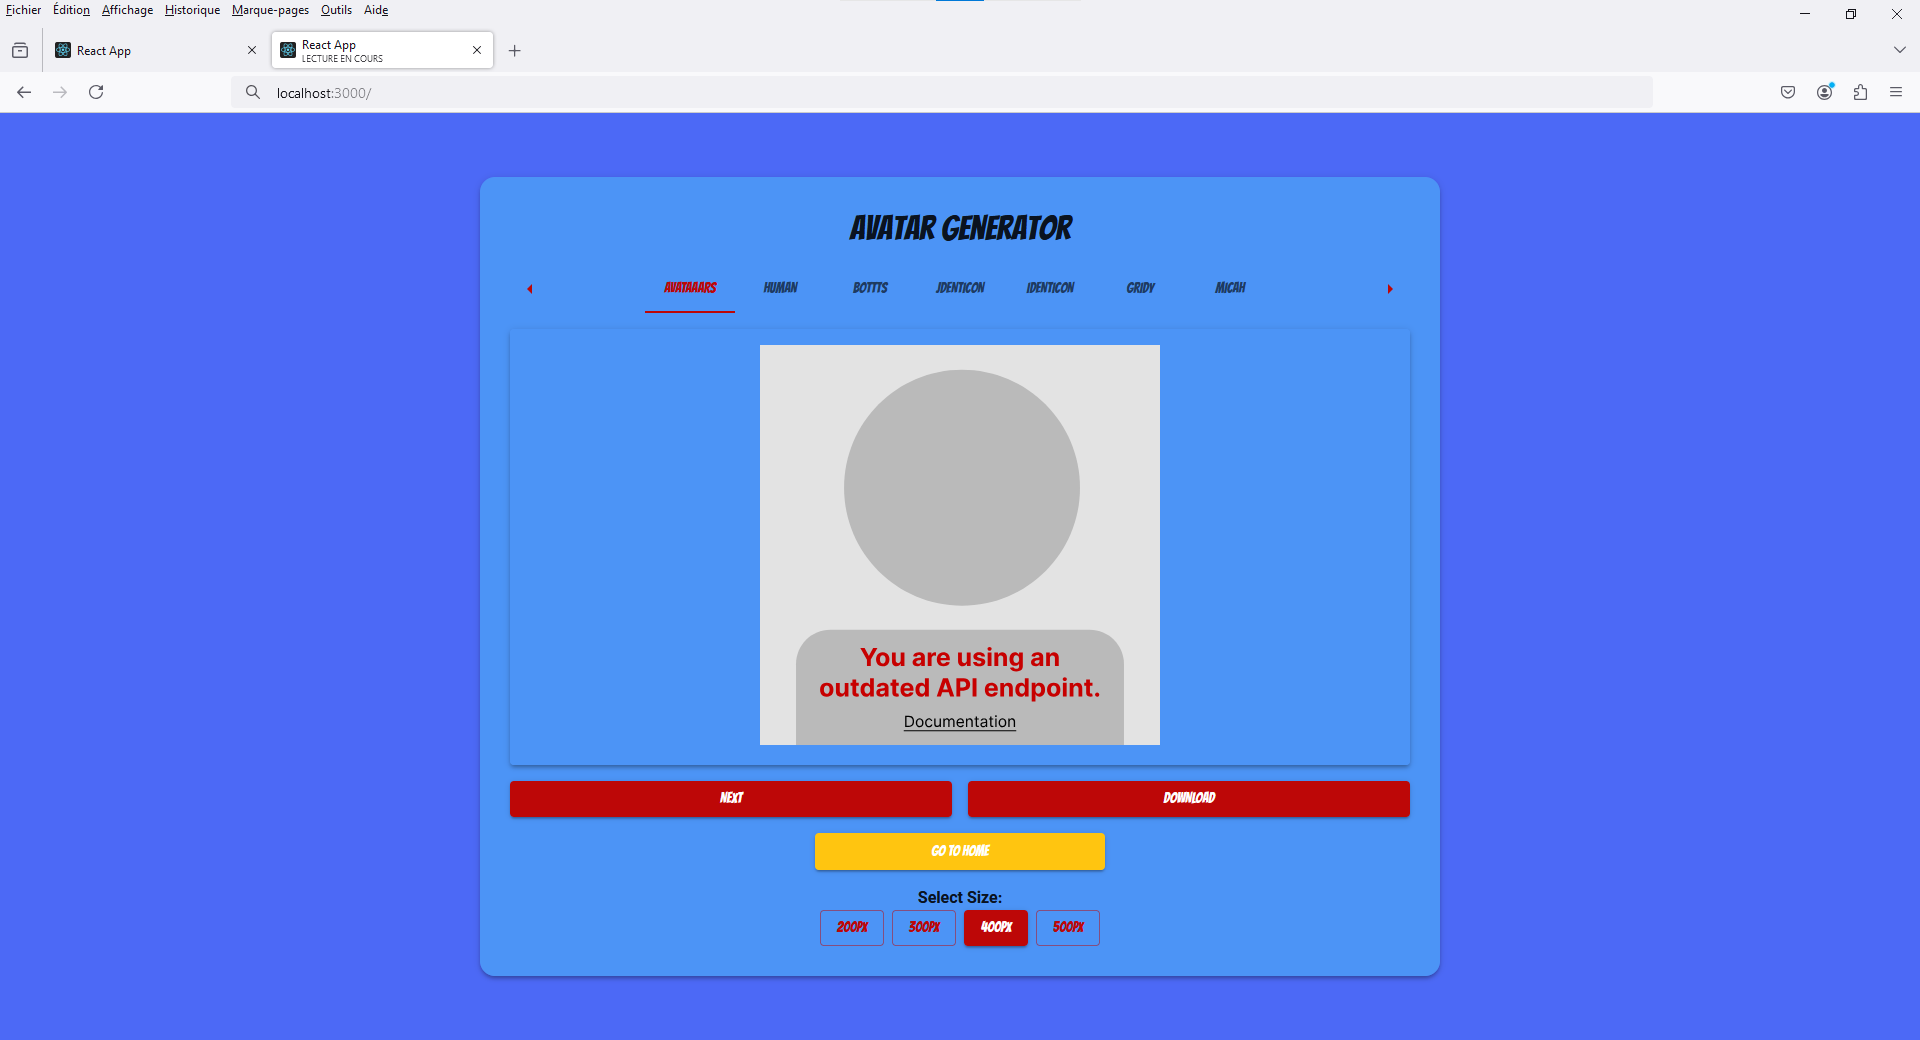 Fichier Édition Affichage Historique Marque-pages Outils Aide
React App
React App
LECTURE EN COURS
localhost:3000/
AVATAR GENERATOR
AVATAAARS HUMAN BOTTTS JDENTICON IDENTICON GRIDY MICAH
You are using an
outdated API endpoint.
Documentation
NEXT DOWNLOAD
GO TO HOME
Select Size:
200PX 300PX 400PX 500PX